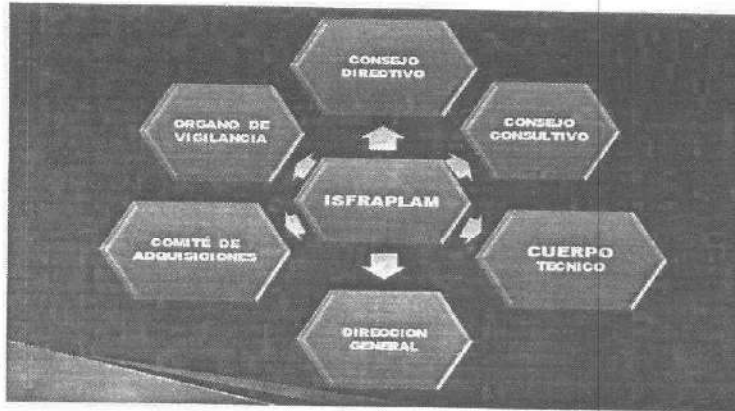 CONSEJO
DIRECTIVO
ORGANO DE
VIGILANCIA
CONSEJO
CONSULTIVO
ISFRAPLAM
COMITÉ DE
ADQUISICIONES
CUERPO
TECNICO
DIRECCION
GENERAL